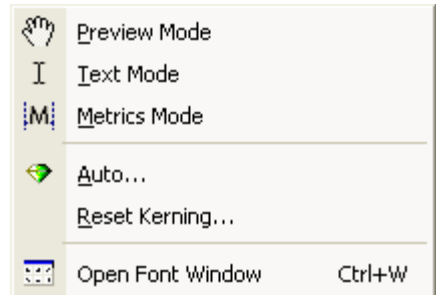 Preview Mode
Text Mode
M Metrics Mode
Auto...
Reset Kerning...
Open Font Window Ctrl+W